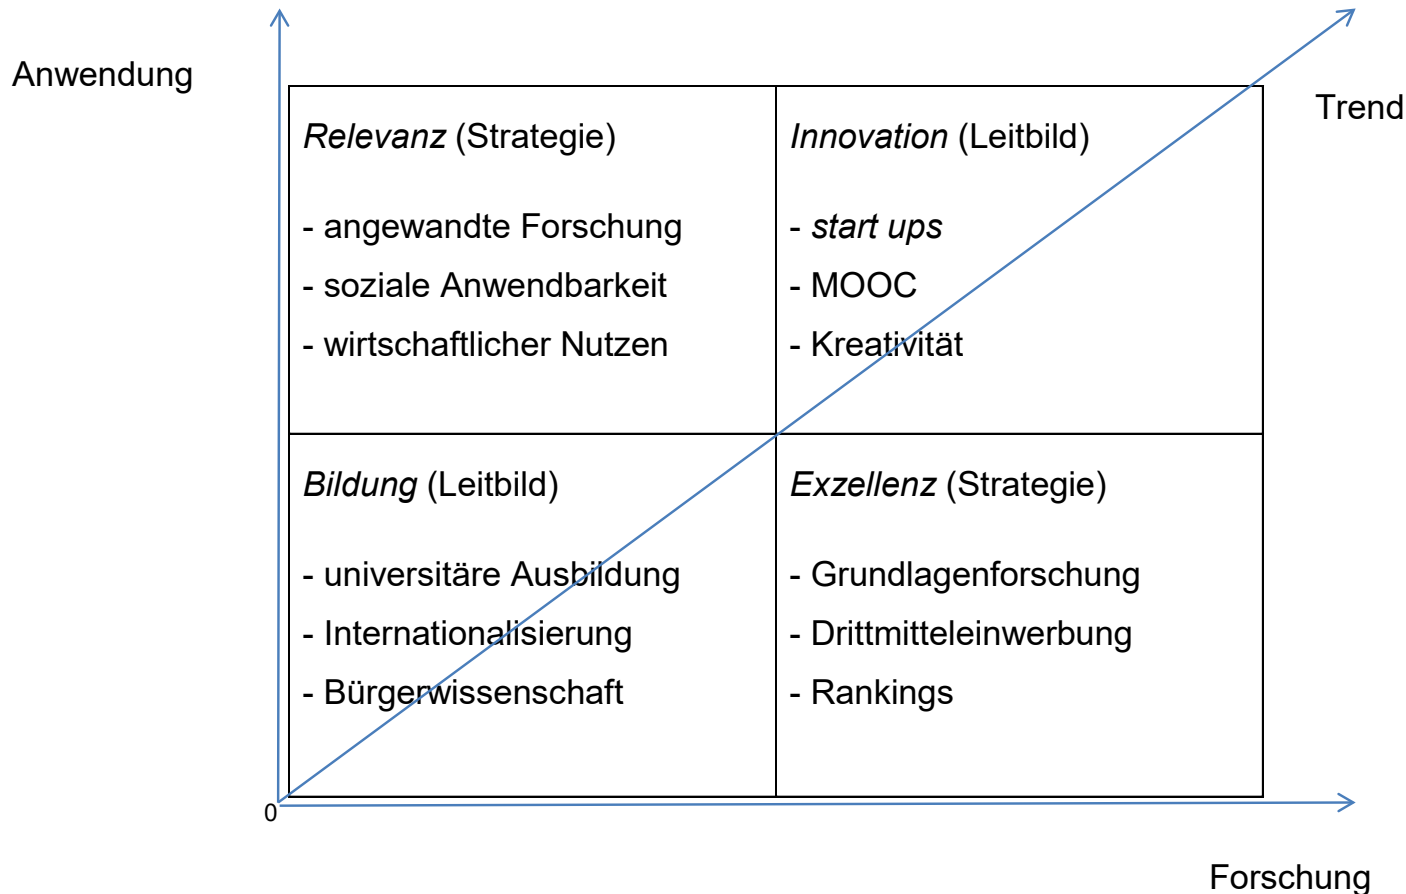 Anwendung
Trend
Relevanz (Strategie)
- angewandte Forschung
- soziale Anwendbarkeit
- wirtschaftlicher Nutzen
Innovation (Leitbild)
- start ups
- MOOC
- Kreativität
Bildung (Leitbild)
- universitäre Ausbildung
- Internationalisierung
- Bürgerwissenschaft
Exzellenz (Strategie)
- Grundlagenforschung
- Drittmitteleinwerbung
- Rankings
0
Forschung